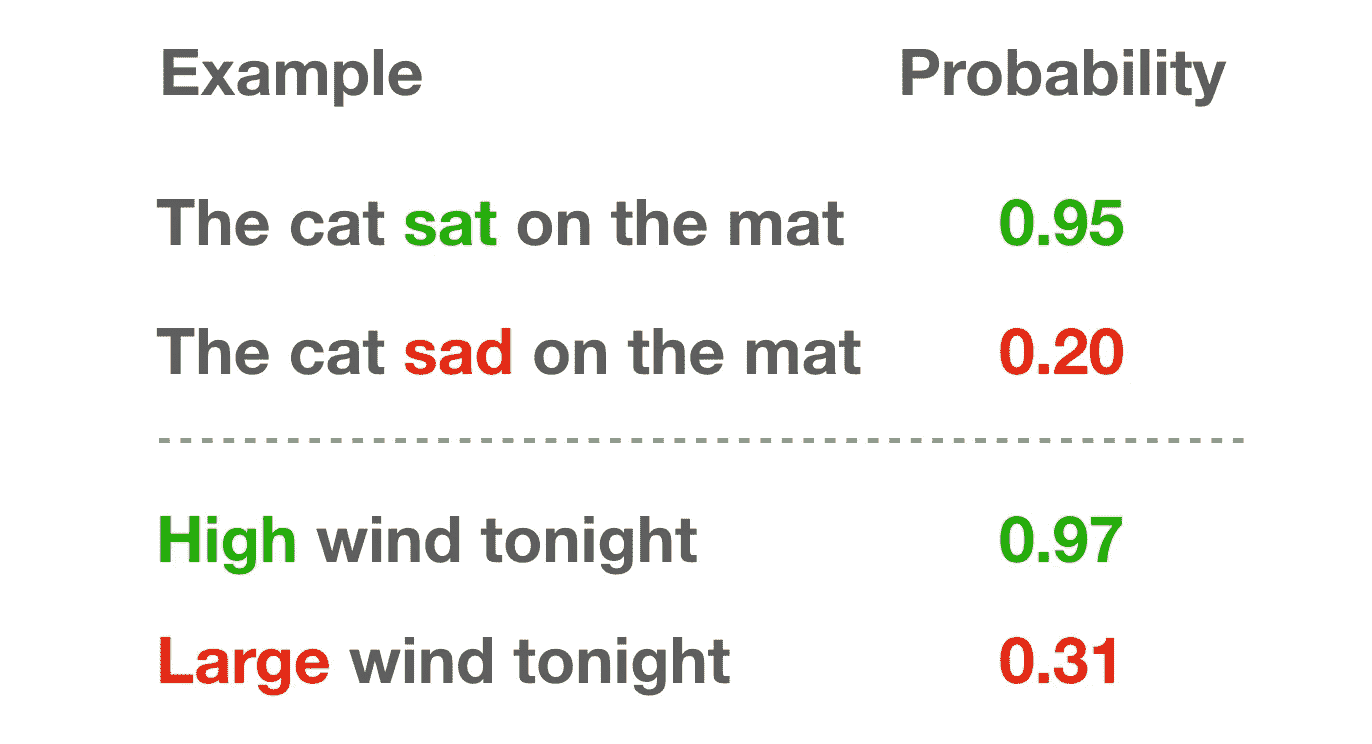 Example Probability
The cat sat on the mat 0.95
The cat sad on the mat 0.20
High wind tonight 0.97
Large wind tonight 0.31